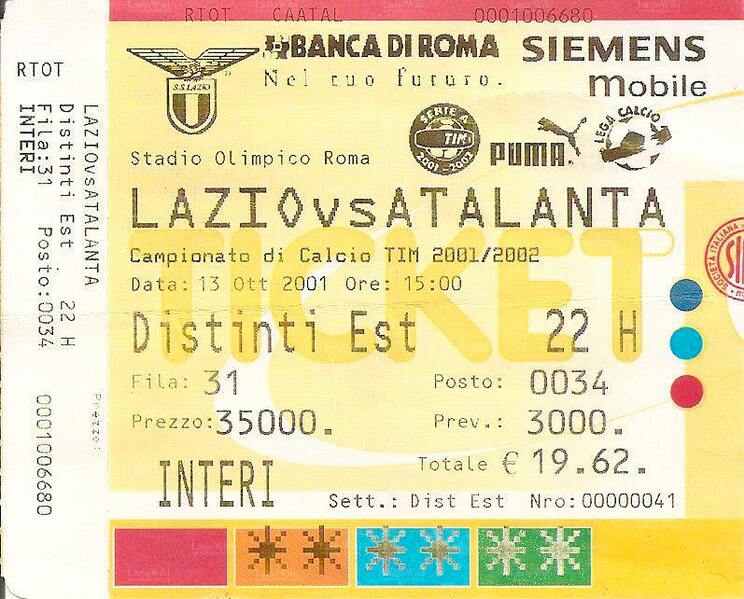 RTOT CAATAL 0001006680
BANCA DI ROMA
Nel tuo futuro.
SIEMENS
mobile
S.S. LAZIO
SERIE A
TIM
2001-2002
PUMA
LEGA CALCIO
Stadio Olimpico Roma
LAZIOvsATALANTA
Campionato di Calcio TIM 2001/2002
Data: 13 Ott 2001 Ore: 15:00
TICKET
Distinti Est 22 H
Fila: 31 Posto: 0034
Prezzo:35000. Prev.: 3000.
Totale € 19.62.
INTERI
Sett.: Dist Est Nro:00000041
SOCIETÀ ITALIANA
RTOT
LAZIOvsATALANTA
Distinti Est 22 H
Fila:31 Posto:0034
INTERI
Prezzo:
0001006680